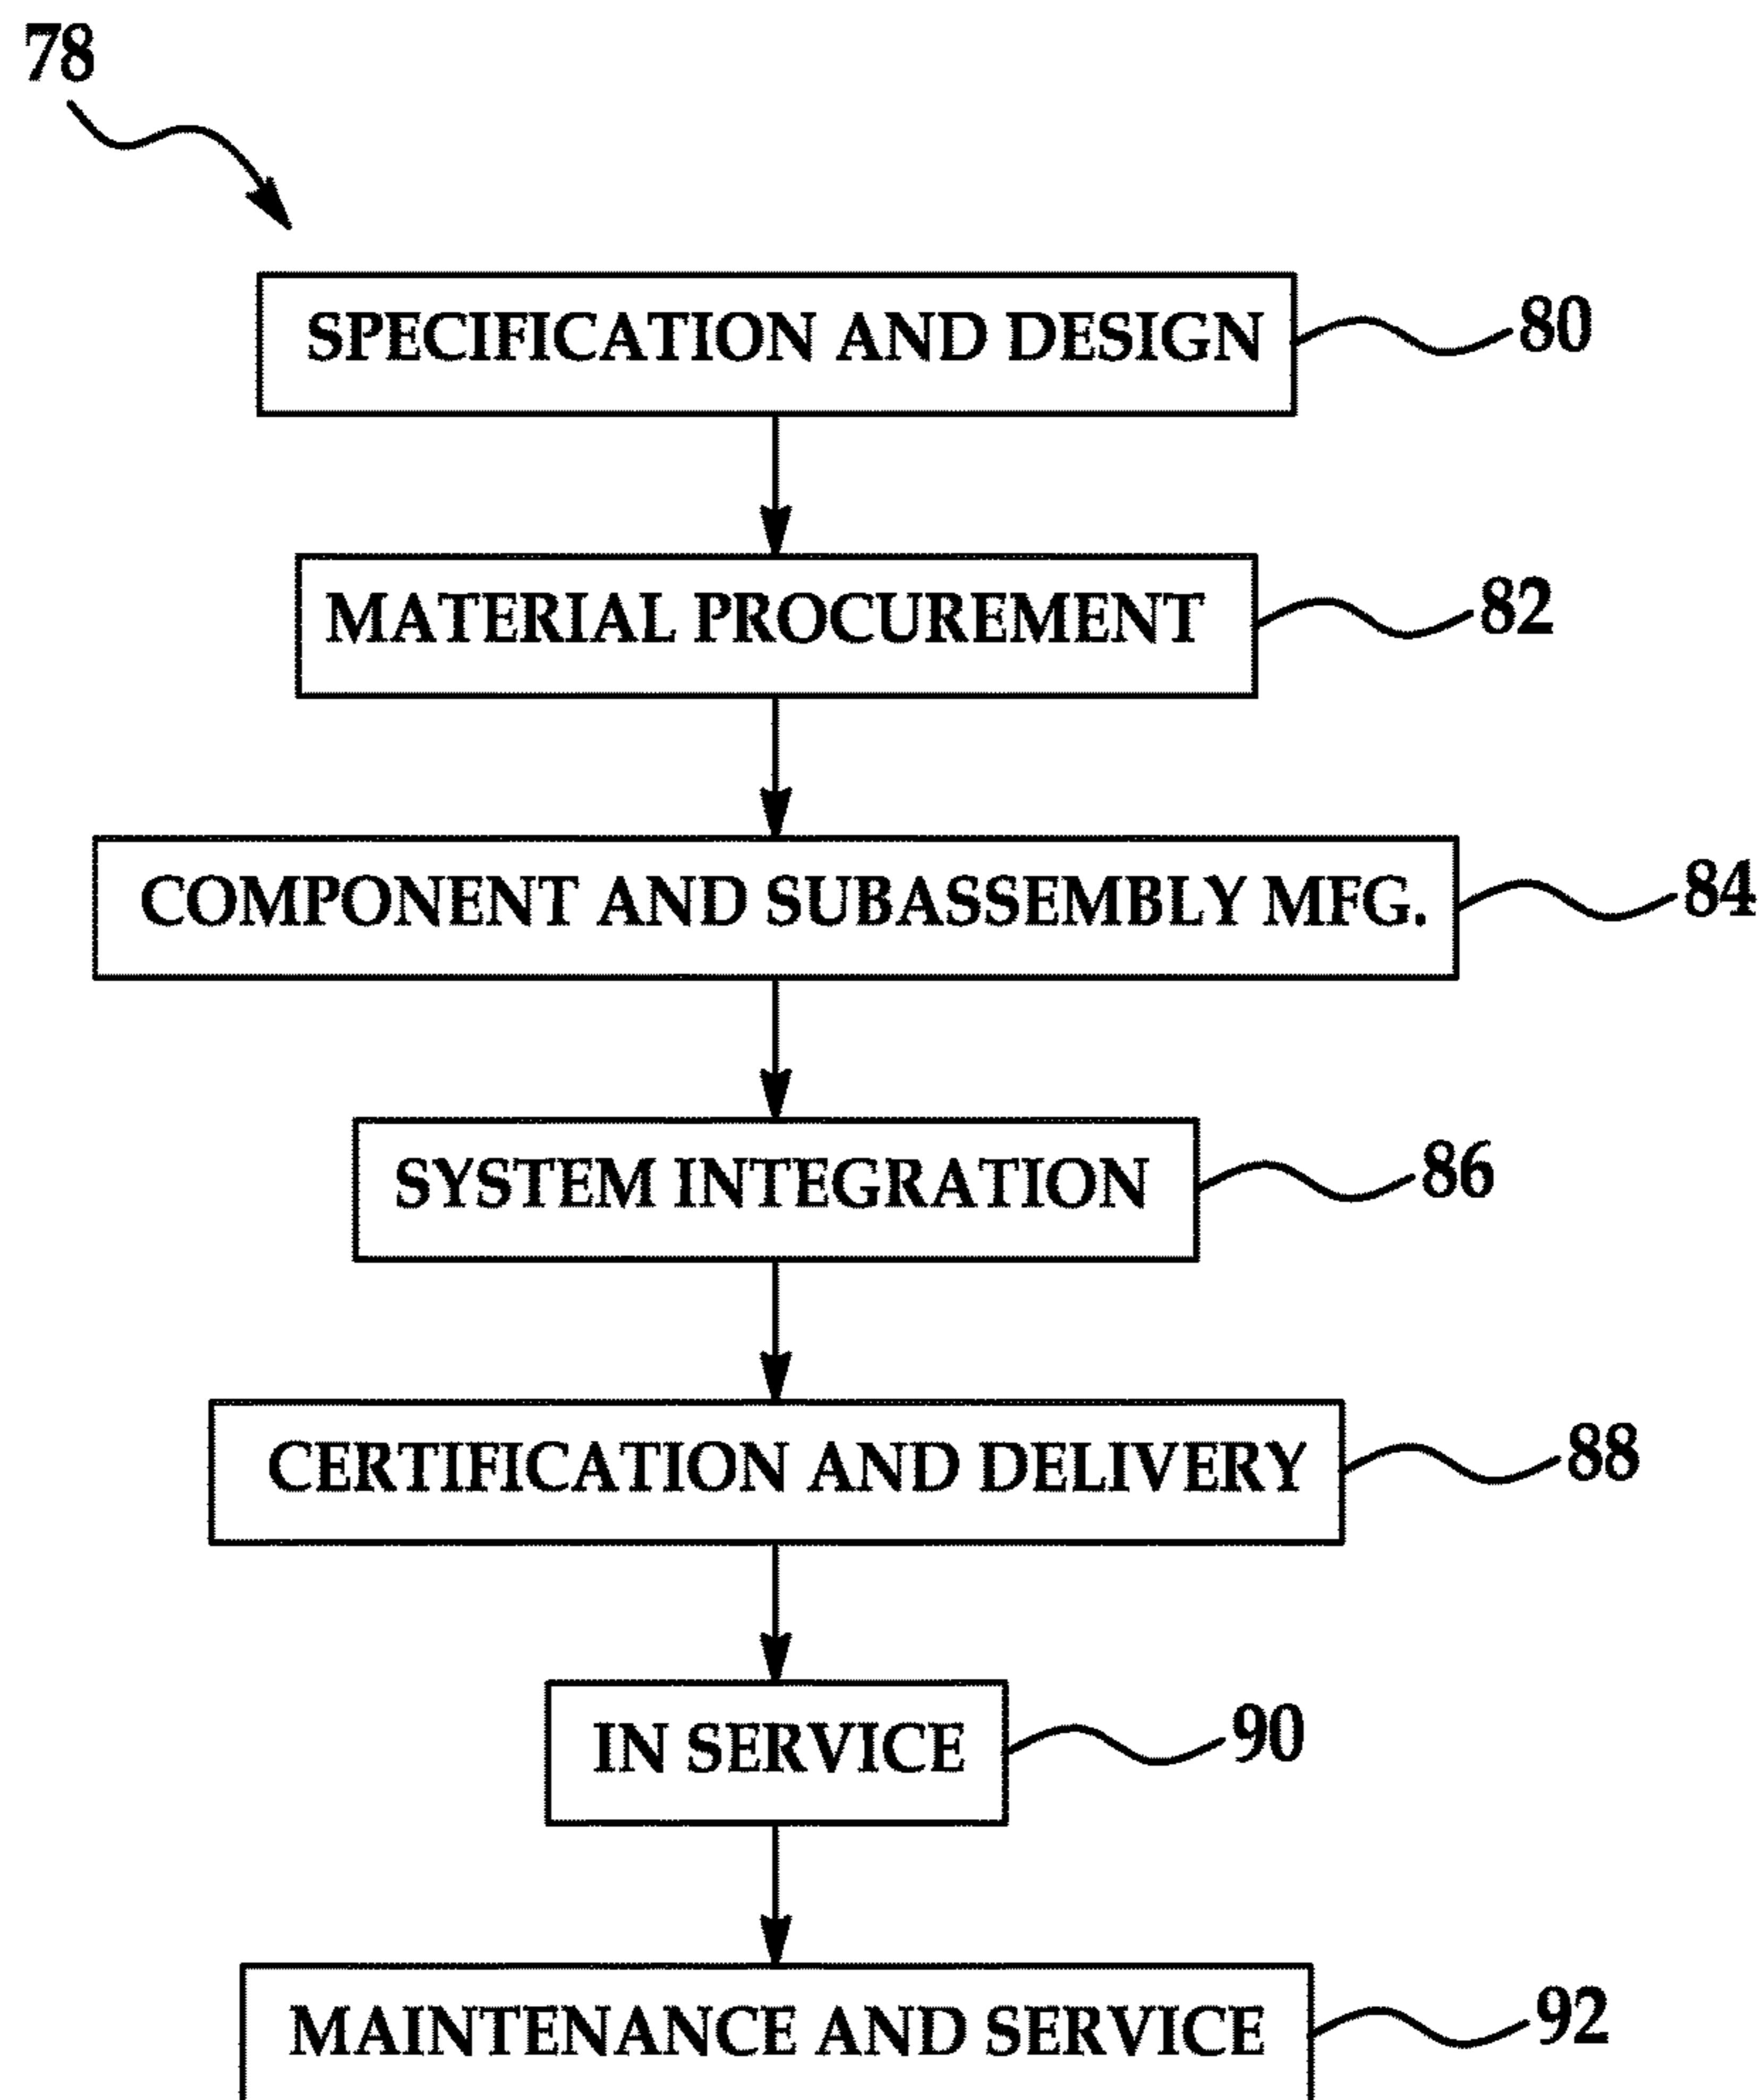 78
SPECIFICATION AND DESIGN 80
MATERIAL PROCUREMENT 82
COMPONENT AND SUBASSEMBLY MFG. 84
SYSTEM INTEGRATION 86
CERTIFICATION AND DELIVERY 88
IN SERVICE 90
MAINTENANCE AND SERVICE 92